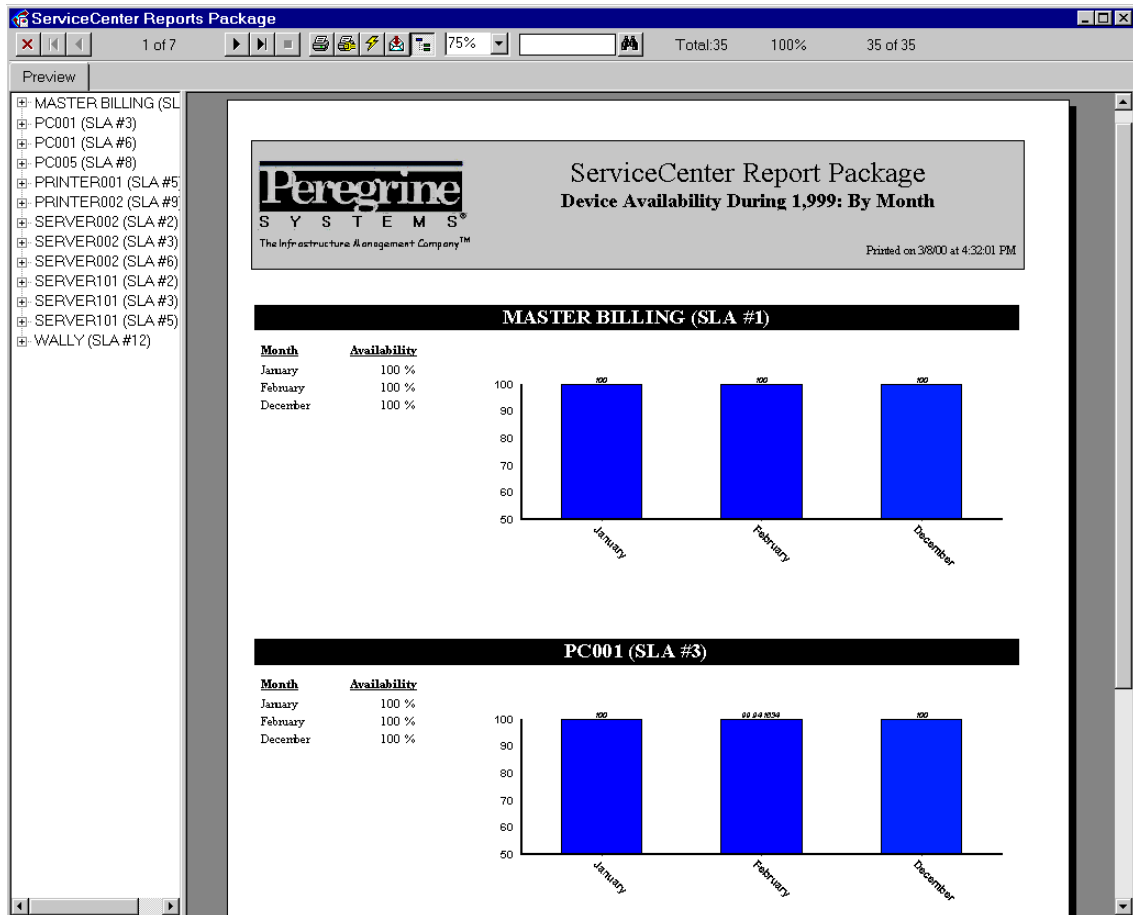 ServiceCenter Reports Package
1 of 7 75% Total:35 100% 35 of 35
Preview
MASTER BILLING (SL
PC001 (SLA #3)
PC001 (SLA #6)
PC005 (SLA #8)
PRINTER001 (SLA #5)
PRINTER002 (SLA #9)
SERVER002 (SLA #2)
SERVER002 (SLA #3)
SERVER002 (SLA #6)
SERVER101 (SLA #2)
SERVER101 (SLA #3)
SERVER101 (SLA #5)
WALLY (SLA #12)
Peregrine
SYSTEMS®
The Infrastructure Management Company™
ServiceCenter Report Package
Device Availability During 1,999: By Month
Printed on 3/8/00 at 4:32:01 PM
MASTER BILLING (SLA #1)
Month Availability
January 100 %
February 100 %
December 100 %
100 100 100
100
90
80
70
60
50
January February December
PC001 (SLA #3)
Month Availability
January 100 %
February 100 %
December 100 %
100 99.941634 100
100
90
80
70
60
50
January February December